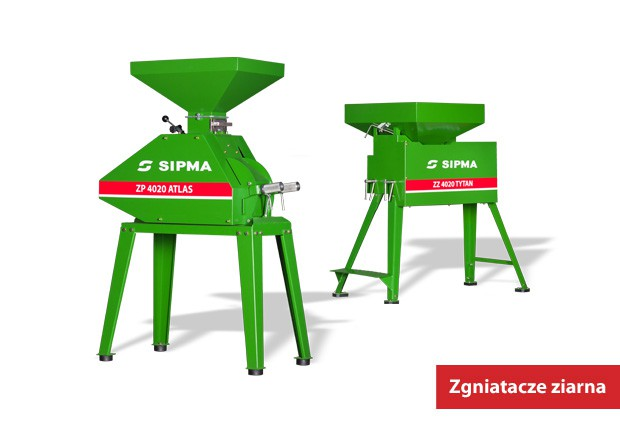 SIPMA
ZP 4020 ATLAS
SIPMA
ZZ 4020 TYTAN
Zgniatacze ziarna